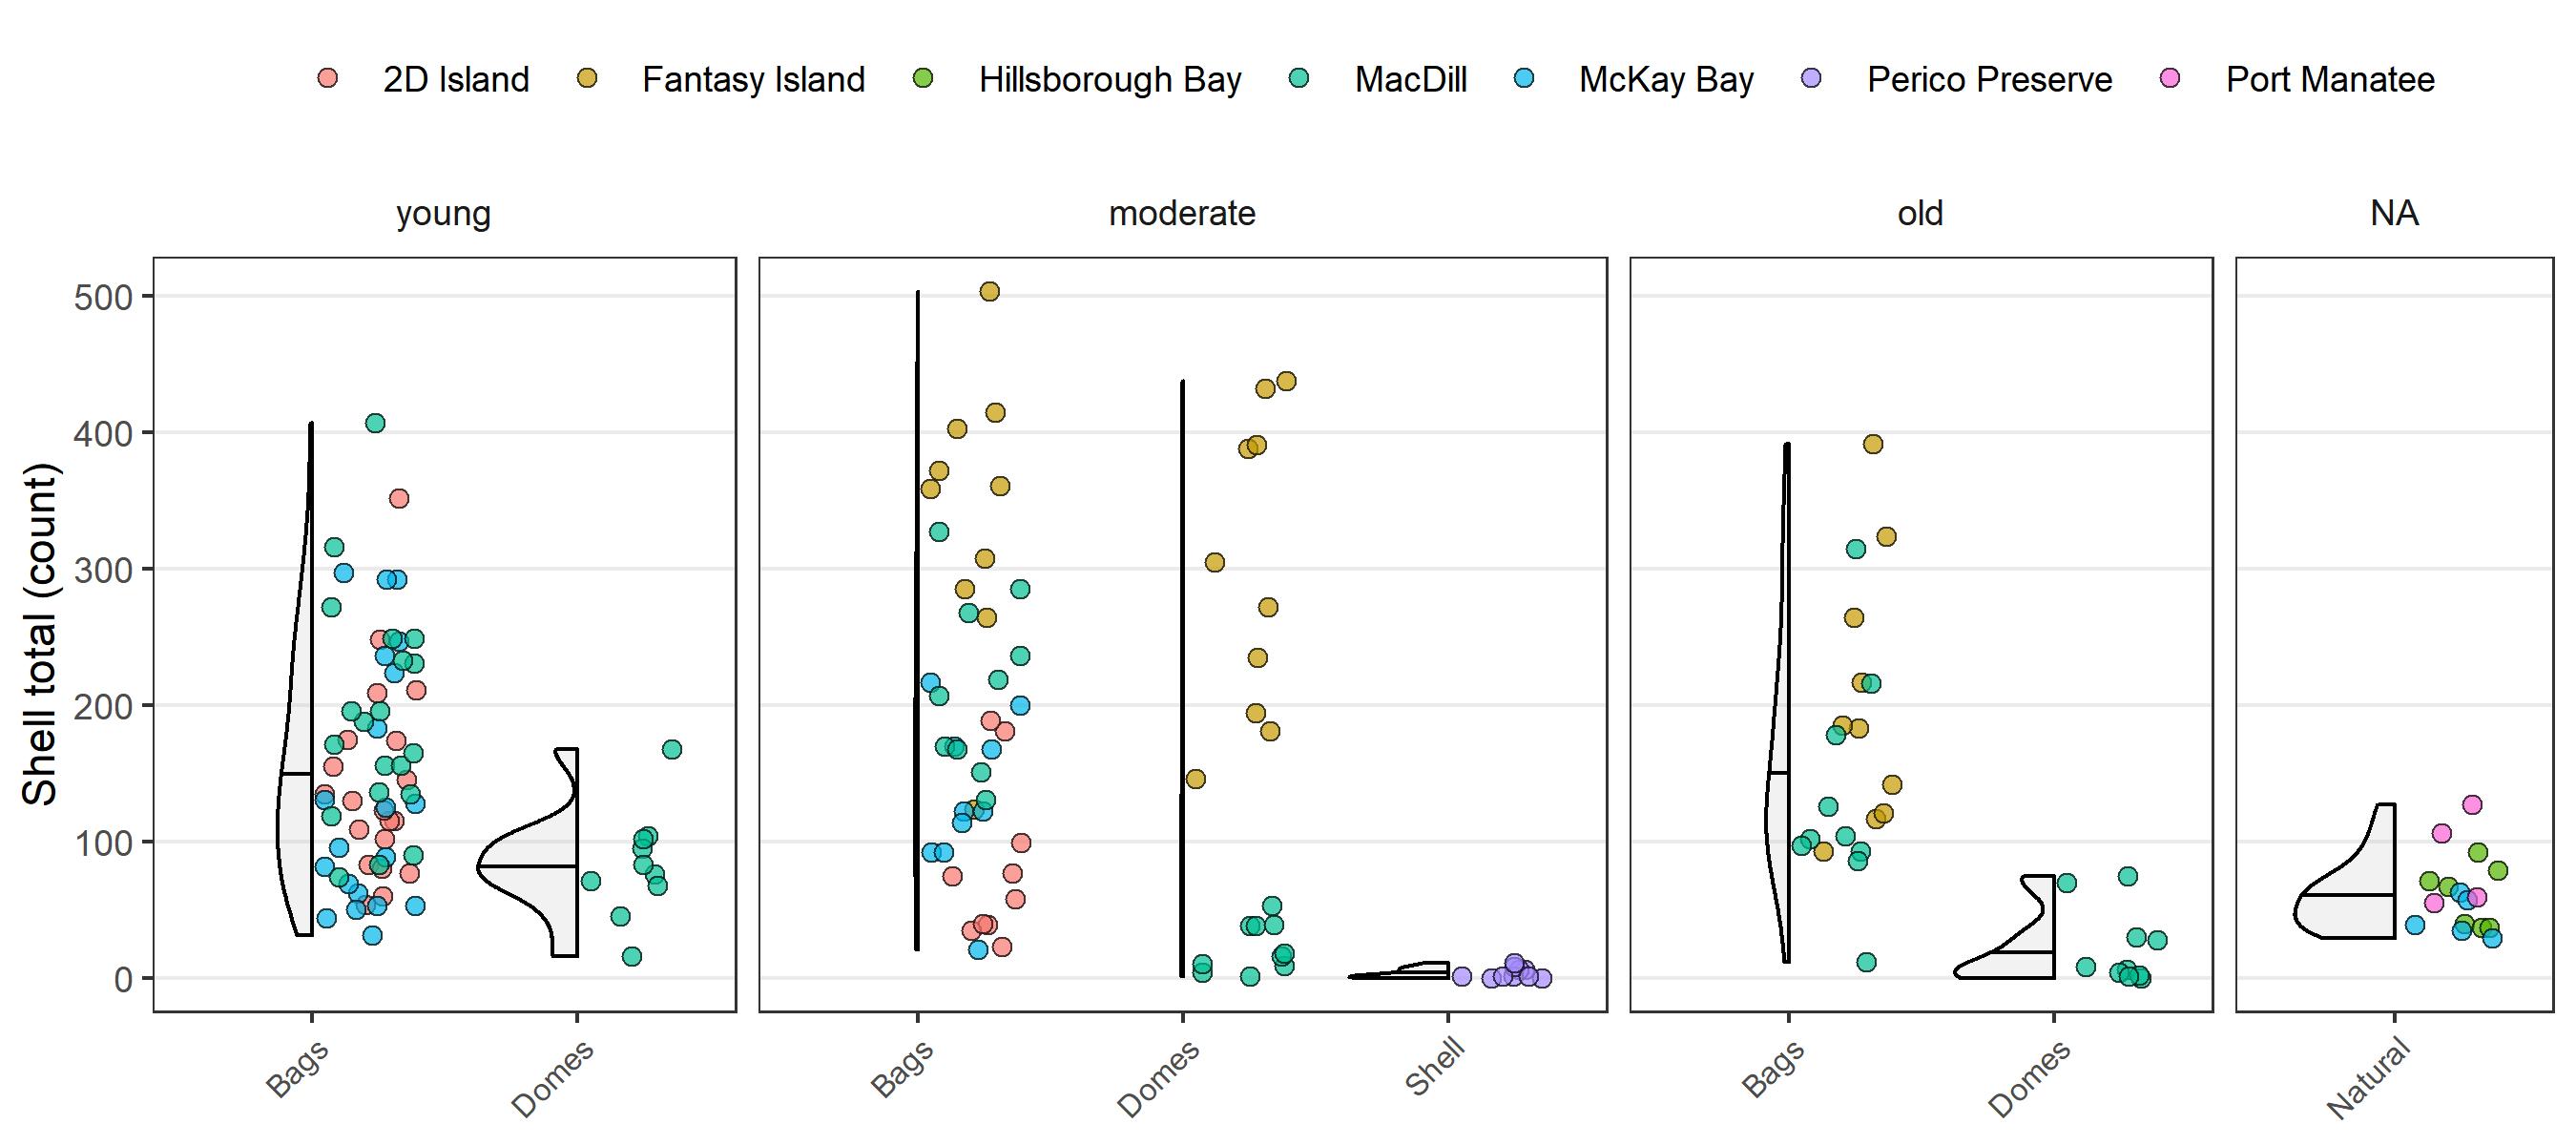 2D Island Fantasy Island Hillsborough Bay MacDill McKay Bay Perico Preserve Port Manatee
young moderate old NA
Shell total (count)
500
400
300
200
100
0
Bags Domes Bags Domes Shell Bags Domes Natural